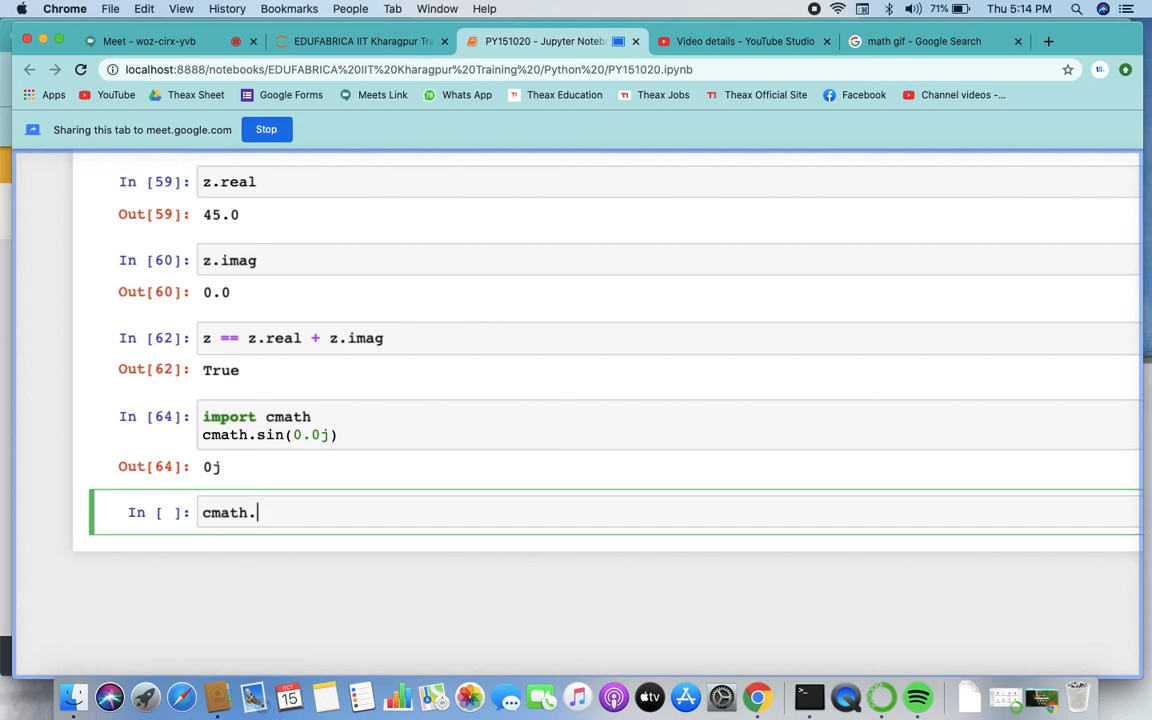 Chrome File Edit View History Bookmarks People Tab Window Help 71% Thu 5:14 PM
Meet - woz-cirx-yvb EDUFABRICA IIT Kharagpur Tra PY151020 - Jupyter Noteb Video details - YouTube Studio math gif - Google Search
localhost:8888/notebooks/EDUFABRICA%20IIT%20Kharagpur%20Training%20/Python%20/PY151020.ipynb
Apps YouTube Theax Sheet Google Forms Meets Link Whats App Theax Education Theax Jobs Theax Official Site Facebook Channel videos -...
Sharing this tab to meet.google.com Stop
In [59]: z.real
Out[59]: 45.0
In [60]: z.imag
Out[60]: 0.0
In [62]: z == z.real + z.imag
Out[62]: True
In [64]: import cmath
cmath.sin(0.0j)
Out[64]: 0j
In [ ]: cmath.